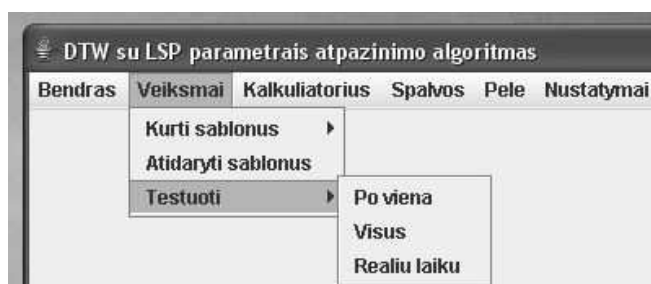 DTW su LSP parametrais atpazinimo algoritmas
Bendras Veiksmai Kalkuliatorius Spalvos Pele Nustatymai
Kurti sablonus
Atidaryti sablonus
Testuoti
Po viena
Visus
Realiu laiku